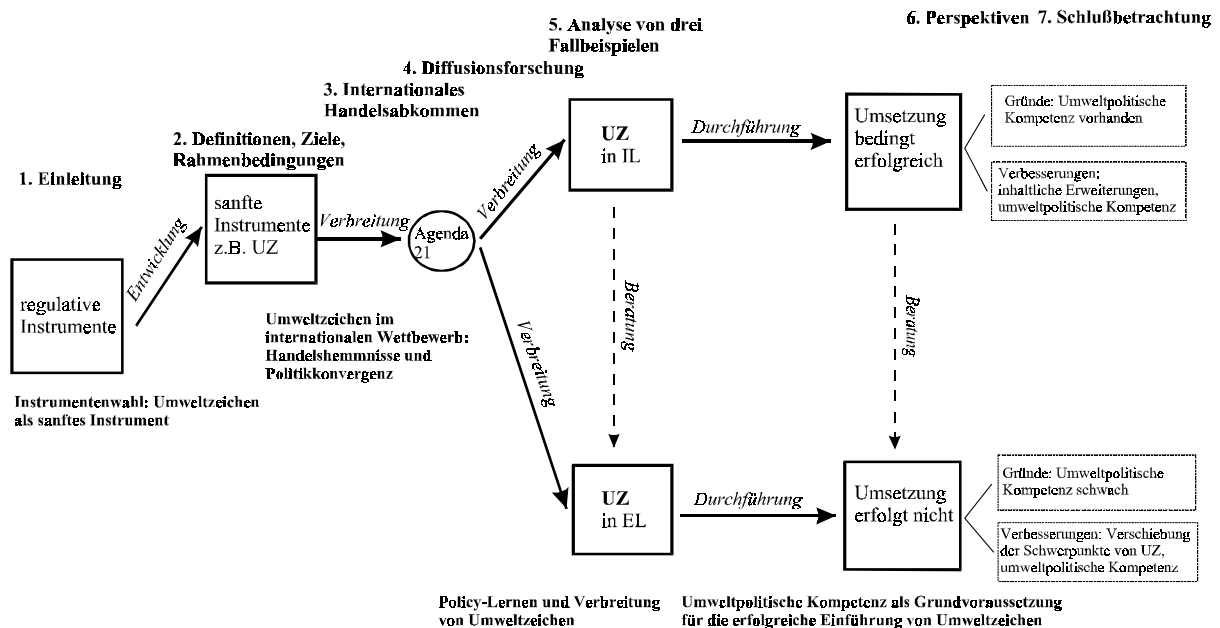 6. Perspektiven 7. Schlußbetrachtung
5. Analyse von drei
Fallbeispielen
4. Diffusionsforschung
3. Internationales
Handelsabkommen
2. Definitionen, Ziele,
Rahmenbedingungen
1. Einleitung
regulative
Instrumente
Entwicklung
sanfte
Instrumente
z.B. UZ
Verbreitung
Agenda
21
Verbreitung
Verbreitung
UZ
in IL
Durchführung
Umsetzung
bedingt
erfolgreich
Gründe: Umweltpolitische
Kompetenz vorhanden
Verbesserungen:
inhaltliche Erweiterungen,
umweltpolitische Kompetenz
Beratung
Beratung
Umweltzeichen im
internationalen Wettbewerb:
Handelshemmnisse und
Politikkonvergenz
Instrumentenwahl: Umweltzeichen
als sanftes Instrument
UZ
in EL
Durchführung
Umsetzung
erfolgt nicht
Gründe: Umweltpolitische
Kompetenz schwach
Verbesserungen: Verschiebung
der Schwerpunkte von UZ,
umweltpolitische Kompetenz
Policy-Lernen und Verbreitung
von Umweltzeichen
Umweltpolitische Kompetenz als Grundvoraussetzung
für die erfolgreiche Einführung von Umweltzeichen